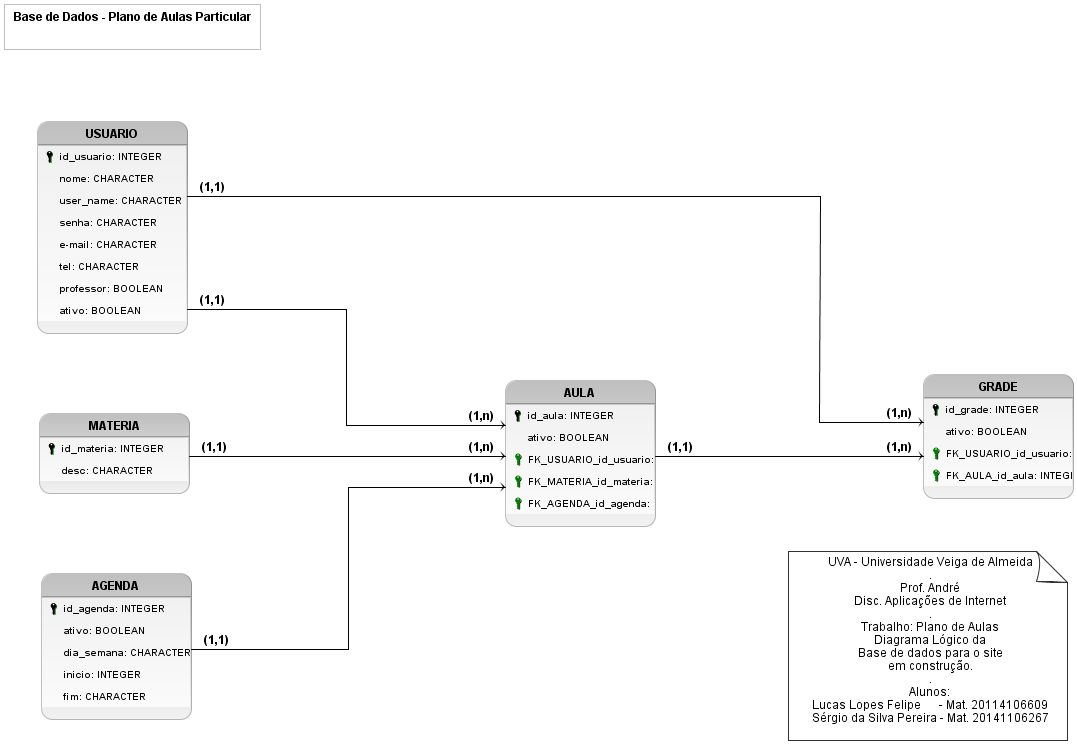 Base de Dados - Plano de Aulas Particular
USUARIO
id_usuario: INTEGER
nome: CHARACTER
user_name: CHARACTER
senha: CHARACTER
e-mail: CHARACTER
tel: CHARACTER
professor: BOOLEAN
ativo: BOOLEAN
(1,1)
(1,1)
MATERIA
id_materia: INTEGER
desc: CHARACTER
(1,1)
AGENDA
id_agenda: INTEGER
ativo: BOOLEAN
dia_semana: CHARACTER
inicio: INTEGER
fim: CHARACTER
(1,1)
(1,n)
(1,n)
(1,n)
AULA
id_aula: INTEGER
ativo: BOOLEAN
FK_USUARIO_id_usuario:
FK_MATERIA_id_materia:
FK_AGENDA_id_agenda:
(1,1)
(1,n)
(1,n)
GRADE
id_grade: INTEGER
ativo: BOOLEAN
FK_USUARIO_id_usuario:
FK_AULA_id_aula: INTEGI
UVA - Universidade Veiga de Almeida
.
Prof. André
Disc. Aplicações de Internet
.
Trabalho: Plano de Aulas
Diagrama Lógico da
Base de dados para o site
em construção.
.
Alunos:
Lucas Lopes Felipe - Mat. 20114106609
Sérgio da Silva Pereira - Mat. 20141106267